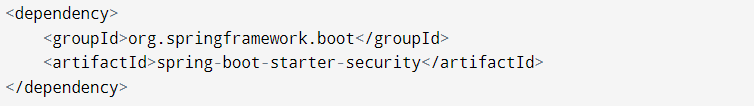 <dependency>
    <groupId>org.springframework.boot</groupId>
    <artifactId>spring-boot-starter-security</artifactId>
</dependency>